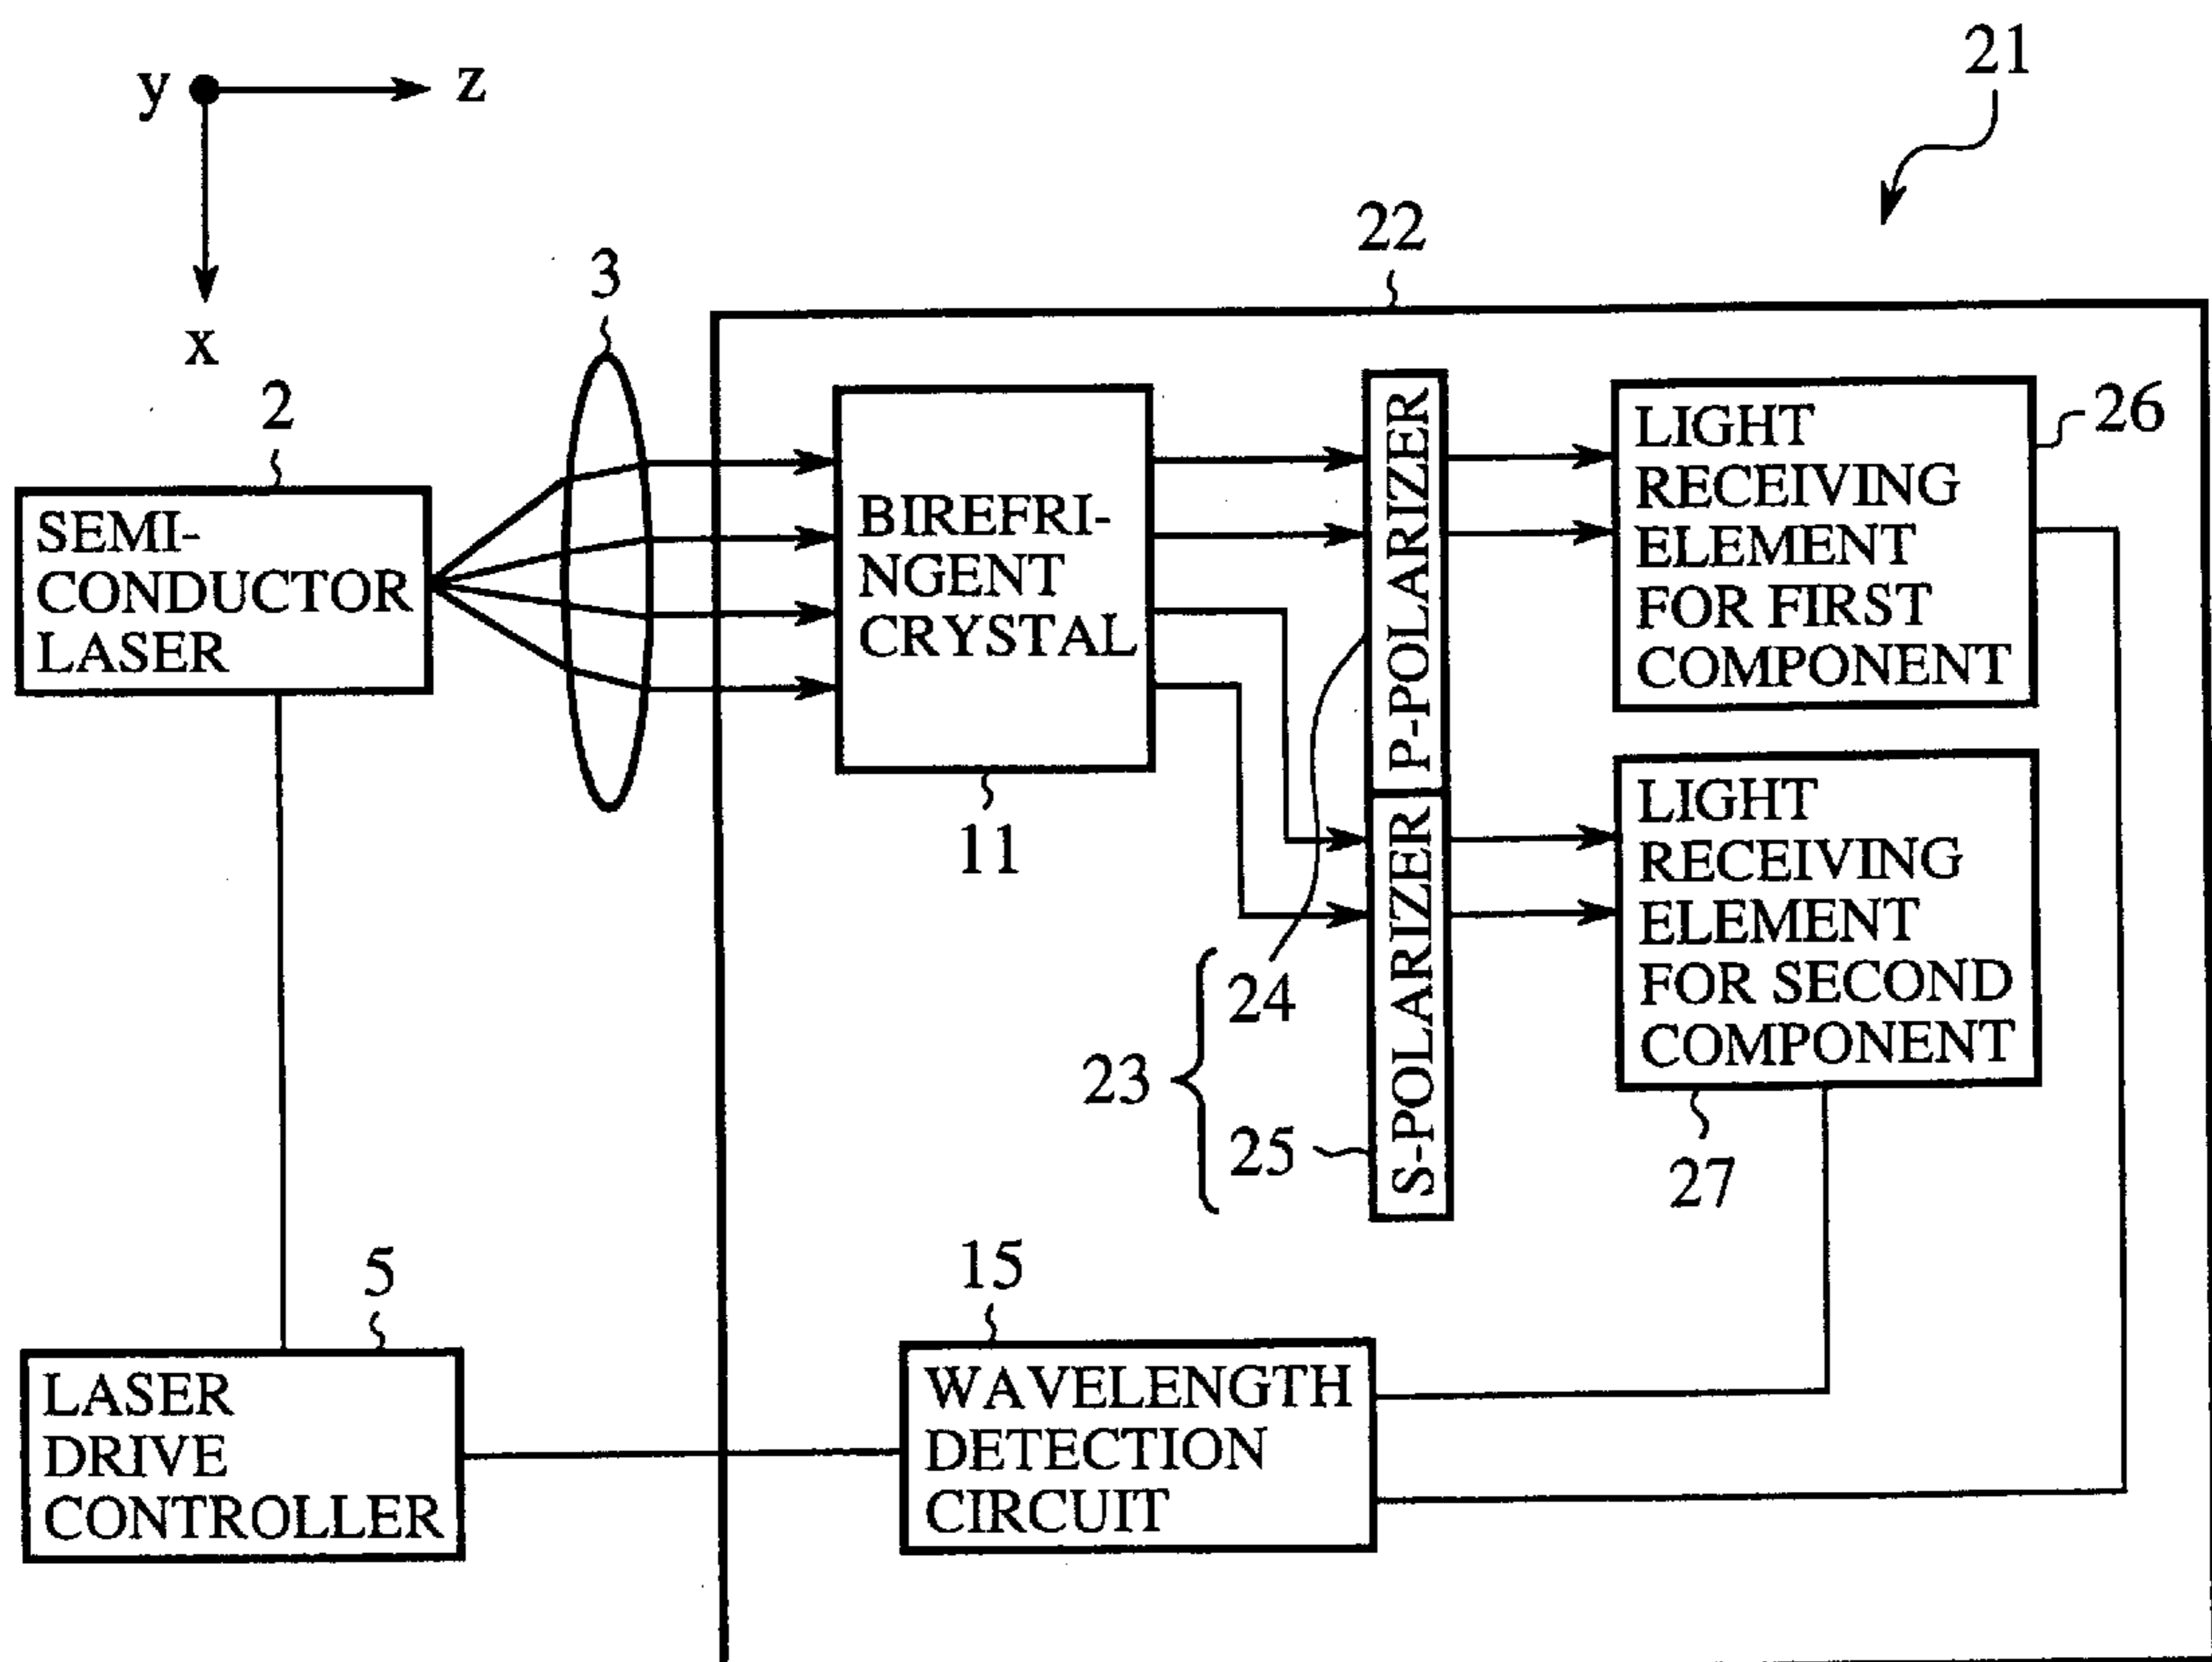 21
y
z
x
22
3
2
SEMI-
CONDUCTOR
LASER
BIREFRI-
NGENT
CRYSTAL
11
P-POLARIZER
S-POLARIZER
LIGHT
RECEIVING
ELEMENT
FOR FIRST
COMPONENT
26
LIGHT
RECEIVING
ELEMENT
FOR SECOND
COMPONENT
27
24
23
25
5
LASER
DRIVE
CONTROLLER
15
WAVELENGTH
DETECTION
CIRCUIT